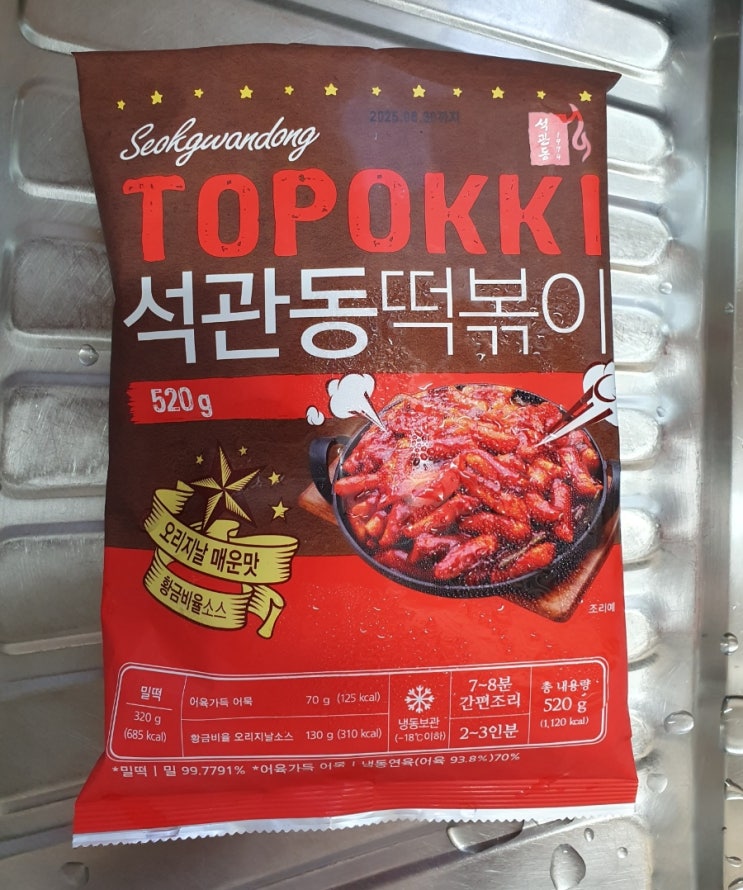 2025.08.30까지
Seokgwandong
석관동
1974
TOPOKKI
석관동떡볶이
520 g
오리지날 매운맛
황금비율소스
조리예
밀떡
320 g
(685 kcal)
어육가득 어묵 70 g (125 kcal)
황금비율 오리지날소스 130 g (310 kcal)
냉동보관
(-18℃이하)
7~8분
간편조리
2~3인분
총 내용량
520 g
(1,120 kcal)
*밀떡 | 밀 99.7791% *어육가득 어묵 | 냉동연육(어육 93.8%)70%